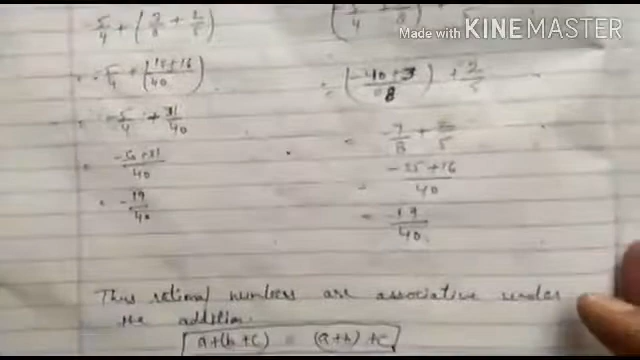 Made with KINEMASTER
-5/4 + (3/8 + 2/5)
= -5/4 + (15+16/40)
= -5/4 + 31/40
= -50+31/40
= -19/40
= (-10+3/8) + 2/5
= -7/8 + 2/5
= -35+16/40
= -19/40
Thus rational numbers are associative under
the addition.
a+(b+c) = (a+b)+c